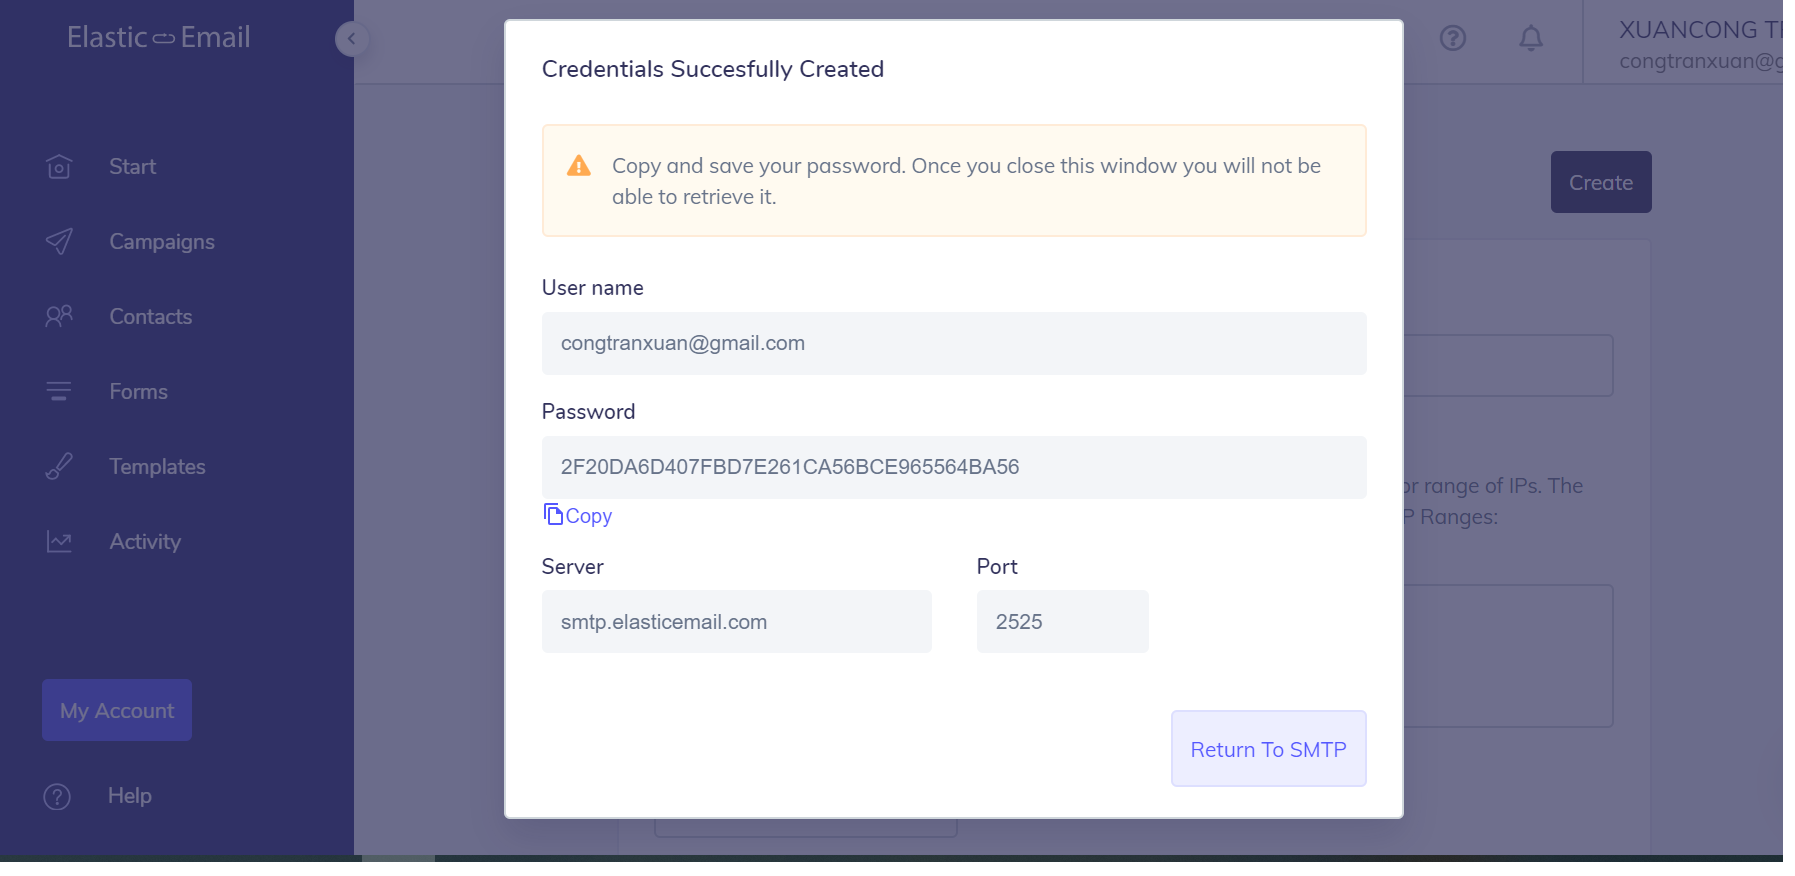 Elastic Email
Start
Campaigns
Contacts
Forms
Templates
Activity
My Account
Help
Credentials Succesfully Created
Copy and save your password. Once you close this window you will not be
able to retrieve it.
User name
congtranxuan@gmail.com
Password
2F20DA6D407FBD7E261CA56BCE965564BA56
Copy
Server
Port
smtp.elasticemail.com
2525
Return To SMTP
XUANCONG
congtranxuan@g
Create
or range of IPs. The
P Ranges: